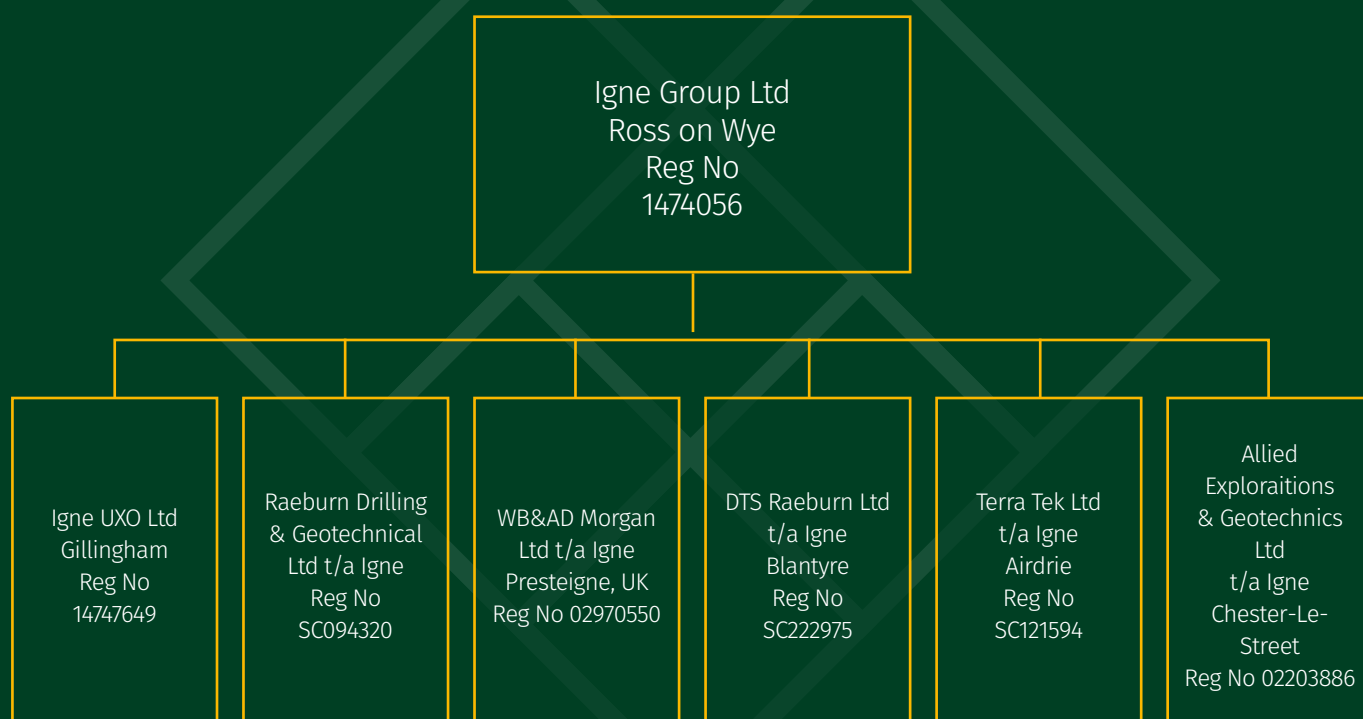 Igne Group Ltd
Ross on Wye
Reg No
1474056
Igne UXO Ltd
Gillingham
Reg No
14747649
Raeburn Drilling
& Geotechnical
Ltd t/a Igne
Reg No
SC094320
WB&AD Morgan
Ltd t/a Igne
Presteigne, UK
Reg No 02970550
DTS Raeburn Ltd
t/a Igne
Blantyre
Reg No
SC222975
Terra Tek Ltd
t/a Igne
Airdrie
Reg No
SC121594
Allied
Exploraitions
& Geotechnics
Ltd
t/a Igne
Chester-Le-
Street
Reg No 02203886